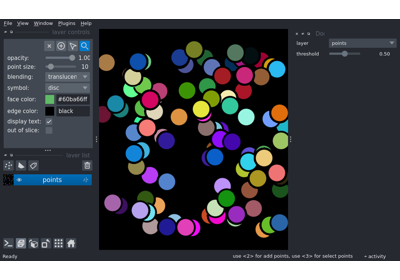 File View Window Plugins Help
layer controls
opacity: 1.00
point size: 10
blending: translucen
symbol: disc
face color: #60ba66ff
edge color: black
display text:
out of slice:
layer list
points
Do
layer points
threshold 0.50
Ready
use <2> for add points, use <3> for select points
activity